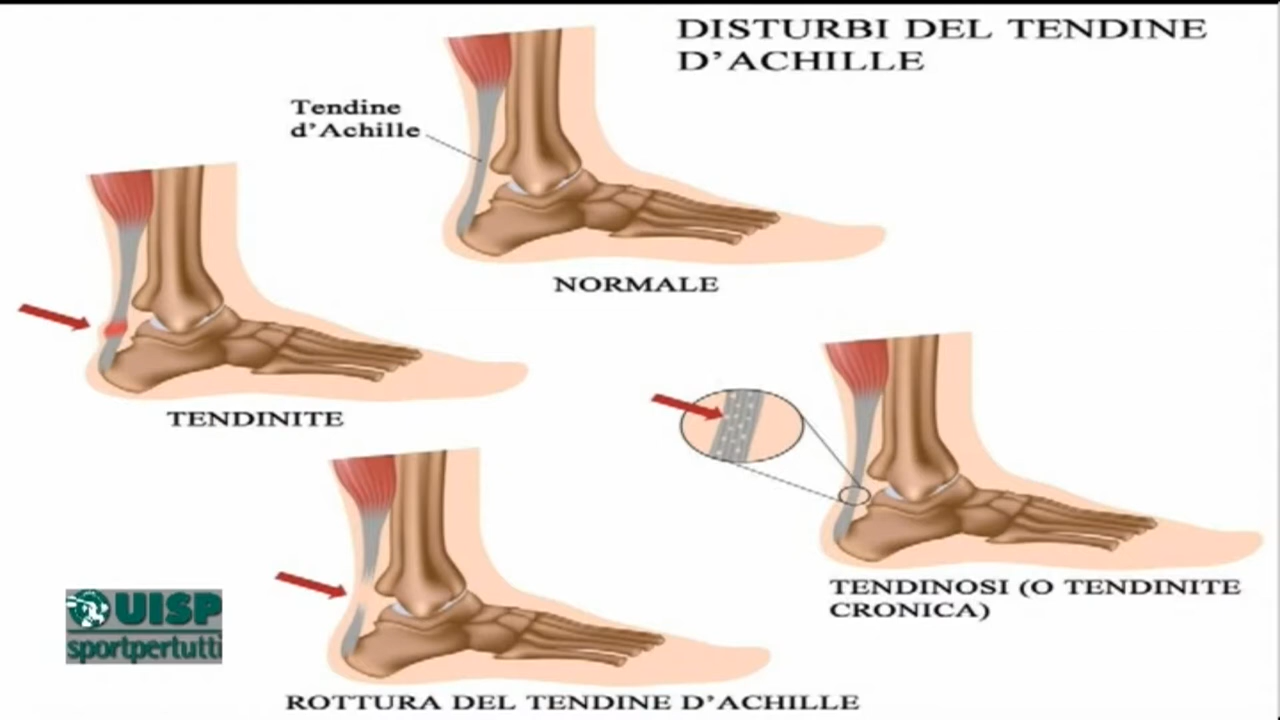 DISTURBI DEL TENDINE
D'ACHILLE
Tendine
d'Achille
NORMALE
TENDINITE
TENDINOSI (O TENDINITE
CRONICA)
UISP
sportpertutti
ROTTURA DEL TENDINE D'ACHILLE